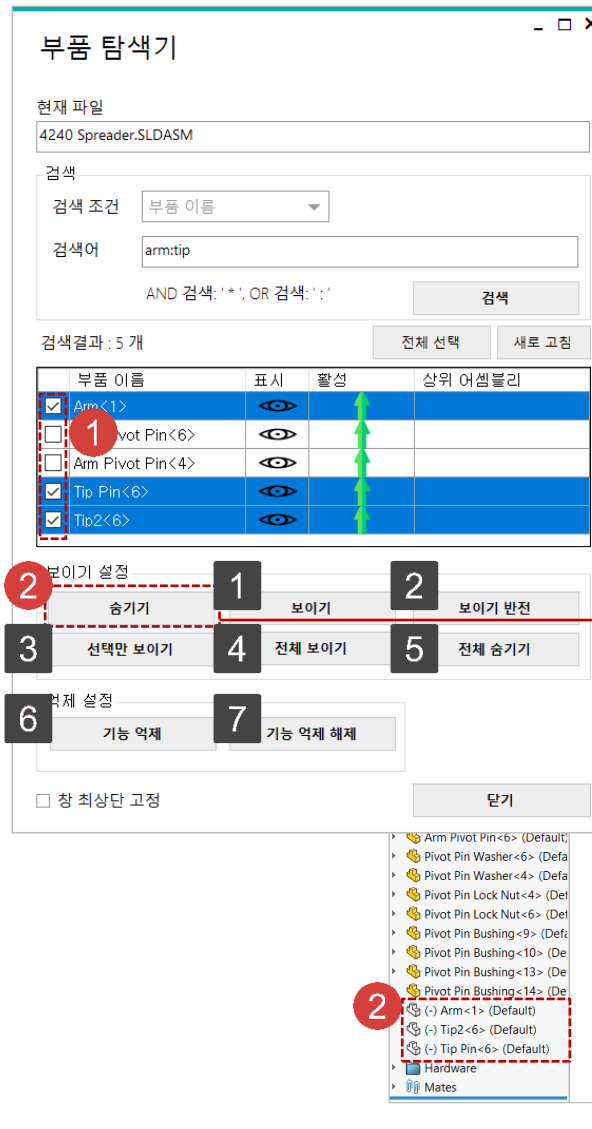 부품 탐색기
현재 파일
4240 Spreader.SLDASM
검색
검색 조건 부품 이름
검색어 arm:tip
AND 검색: ' * ', OR 검색: ' : '
검색
검색결과 : 5 개
전체 선택
새로 고침
부품 이름 표시 활성 상위 어셈블리
Arm<1>
1
Pivot Pin<6>
Arm Pivot Pin<4>
Tip Pin<6>
Tip2<6>
보이기 설정
2 숨기기
1 보이기
2 보이기 반전
3 선택만 보이기
4 전체 보이기
5 전체 숨기기
억제 설정
6 기능 억제
7 기능 억제 해제
창 최상단 고정
닫기
Arm Pivot Pin<6> (Default)
Pivot Pin Washer<6> (Defa
Pivot Pin Washer<4> (Defa
Pivot Pin Lock Nut<4> (Def
Pivot Pin Lock Nut<6> (Def
Pivot Pin Bushing<9> (Defa
Pivot Pin Bushing<10> (De
Pivot Pin Bushing<13> (De
Pivot Pin Bushing<14> (De
2
(-) Arm<1> (Default)
(-) Tip2<6> (Default)
(-) Tip Pin<6> (Default)
Hardware
Mates